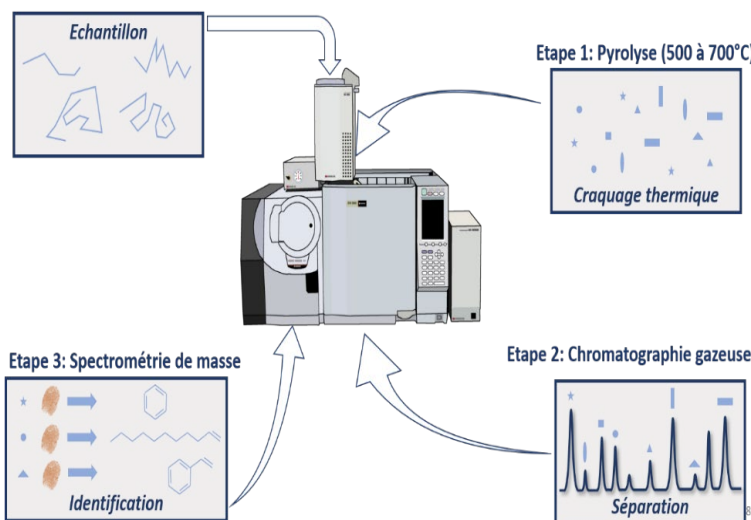 Echantillon
Etape 1: Pyrolyse (500 à 700°C)
Craquage thermique
Etape 3: Spectrométrie de masse
Identification
Etape 2: Chromatographie gazeuse
Séparation